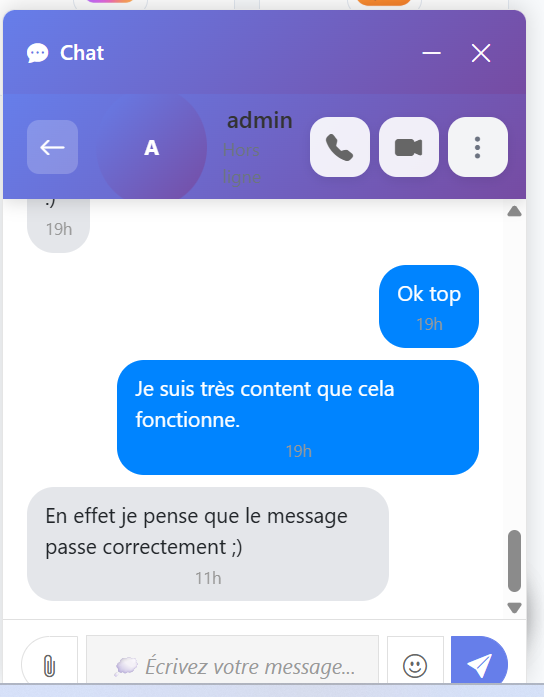 Chat
A
admin
Hors
ligne
:)
19h
Ok top
19h
Je suis très content que cela
fonctionne.
19h
En effet je pense que le message
passe correctement ;)
11h
💭 Écrivez votre message...